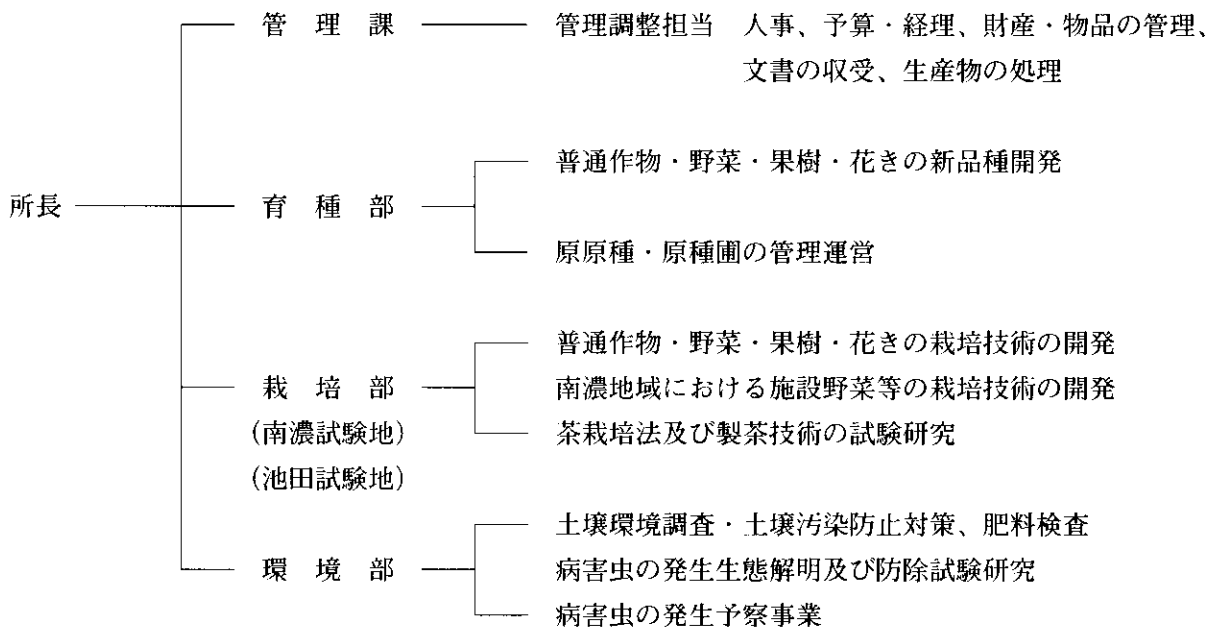 管理課 管理調整担当 人事、予算・経理、財産・物品の管理、
文書の収受、生産物の処理
普通作物・野菜・果樹・花きの新品種開発
所長 育種部
原原種・原種圃の管理運営
普通作物・野菜・果樹・花きの栽培技術の開発
栽培部 南濃地域における施設野菜等の栽培技術の開発
(南濃試験地) 茶栽培法及び製茶技術の試験研究
(池田試験地)
土壌環境調査・土壌汚染防止対策、肥料検査
環境部 病害虫の発生生態解明及び防除試験研究
病害虫の発生予察事業